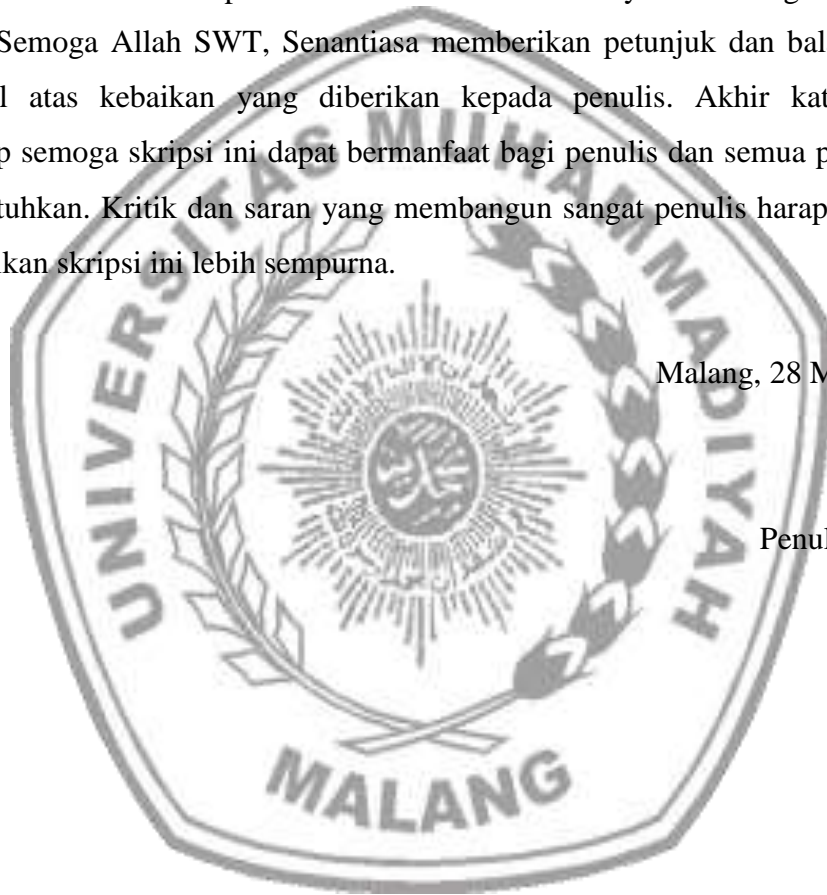 Semoga Allah SWT, Senantiasa memberikan petunjuk dan bal
l atas kebaikan yang diberikan kepada penulis. Akhir kat
p semoga skripsi ini dapat bermanfaat bagi penulis dan semua p
tuhkan. Kritik dan saran yang membangun sangat penulis harap
ikan skripsi ini lebih sempurna.
Malang, 28 M
Penul
UNIVERSITAS MUHAMMADIYAH
MALANG